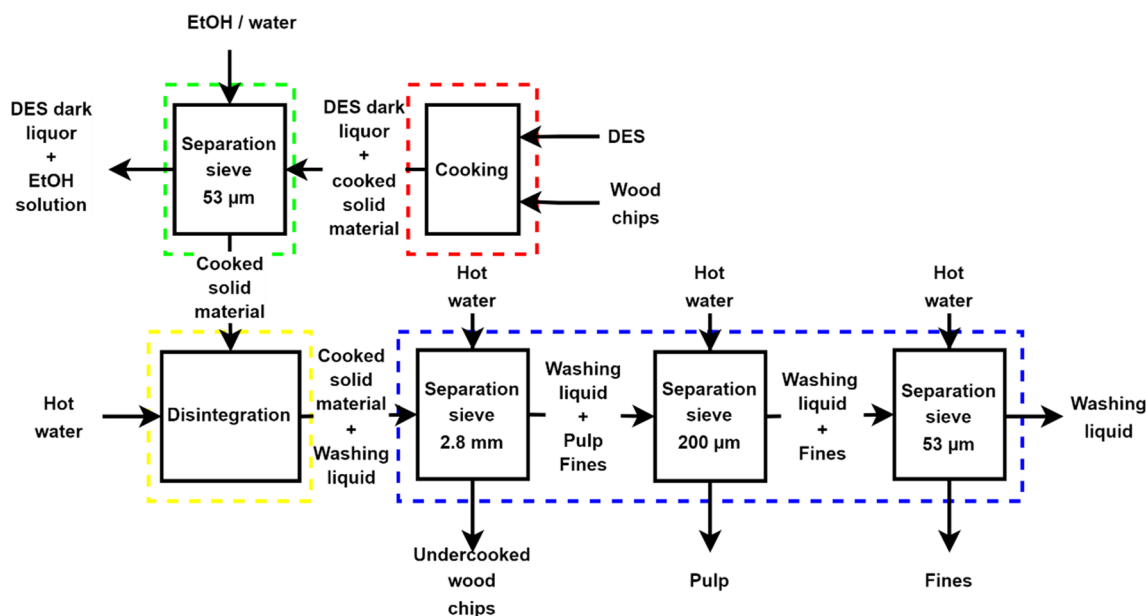 EtOH / water
DES dark
liquor
+
EtOH
solution
Separation
sieve
53 µm
DES dark
liquor
+
cooked
solid
material
Cooking
DES
Wood
chips
Cooked
solid
material
Hot
water
Disintegration
Cooked
solid
material
+
Washing
liquid
Hot
water
Separation
sieve
2.8 mm
Undercooked
wood
chips
Washing
liquid
+
Pulp
Fines
Hot
water
Separation
sieve
200 µm
Pulp
Washing
liquid
+
Fines
Hot
water
Separation
sieve
53 µm
Fines
Washing
liquid